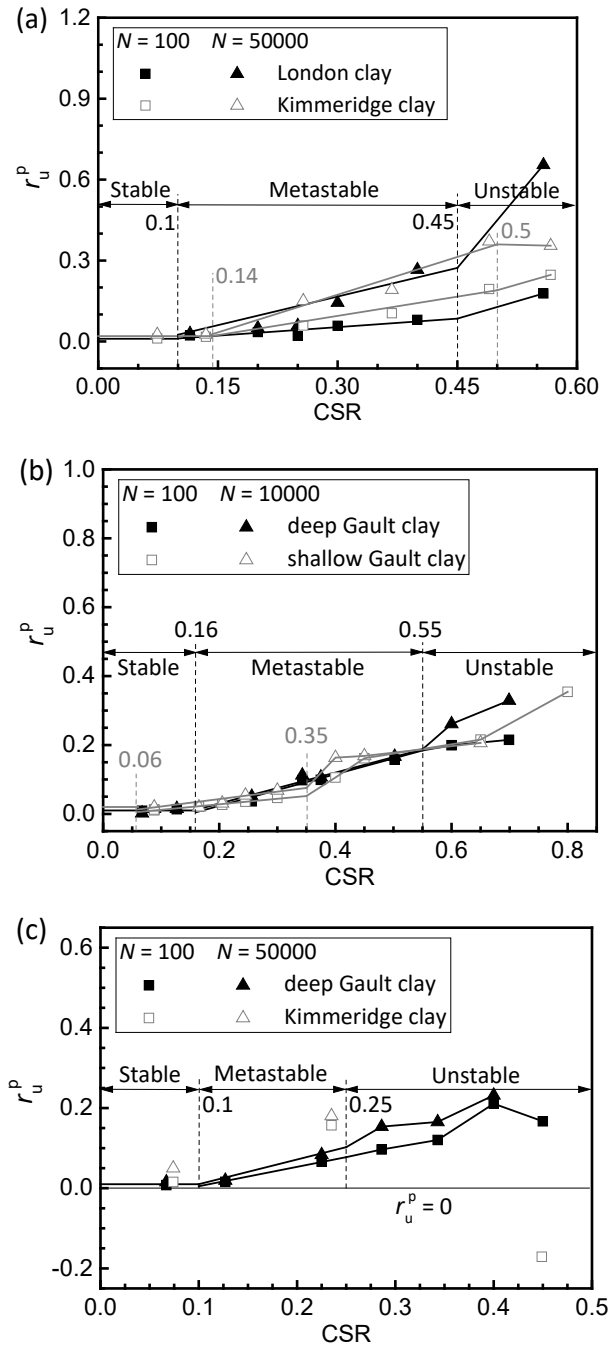 (a)
1.2
0.9
0.6
0.3
0.0
r_u^p
N = 100 N = 50000
London clay
Kimmeridge clay
Stable Metastable Unstable
0.1 0.45 0.5
0.14
0.00 0.15 0.30 0.45 0.60
CSR
(b)
1.0
0.8
0.6
0.4
0.2
0.0
r_u^p
N = 100 N = 10000
deep Gault clay
shallow Gault clay
0.16 0.55
Stable Metastable Unstable
0.06 0.35
0.0 0.2 0.4 0.6 0.8
CSR
(c)
0.6
0.4
0.2
0.0
-0.2
r_u^p
N = 100 N = 50000
deep Gault clay
Kimmeridge clay
Stable Metastable Unstable
0.1 0.25
r_u^p = 0
0.0 0.1 0.2 0.3 0.4 0.5
CSR